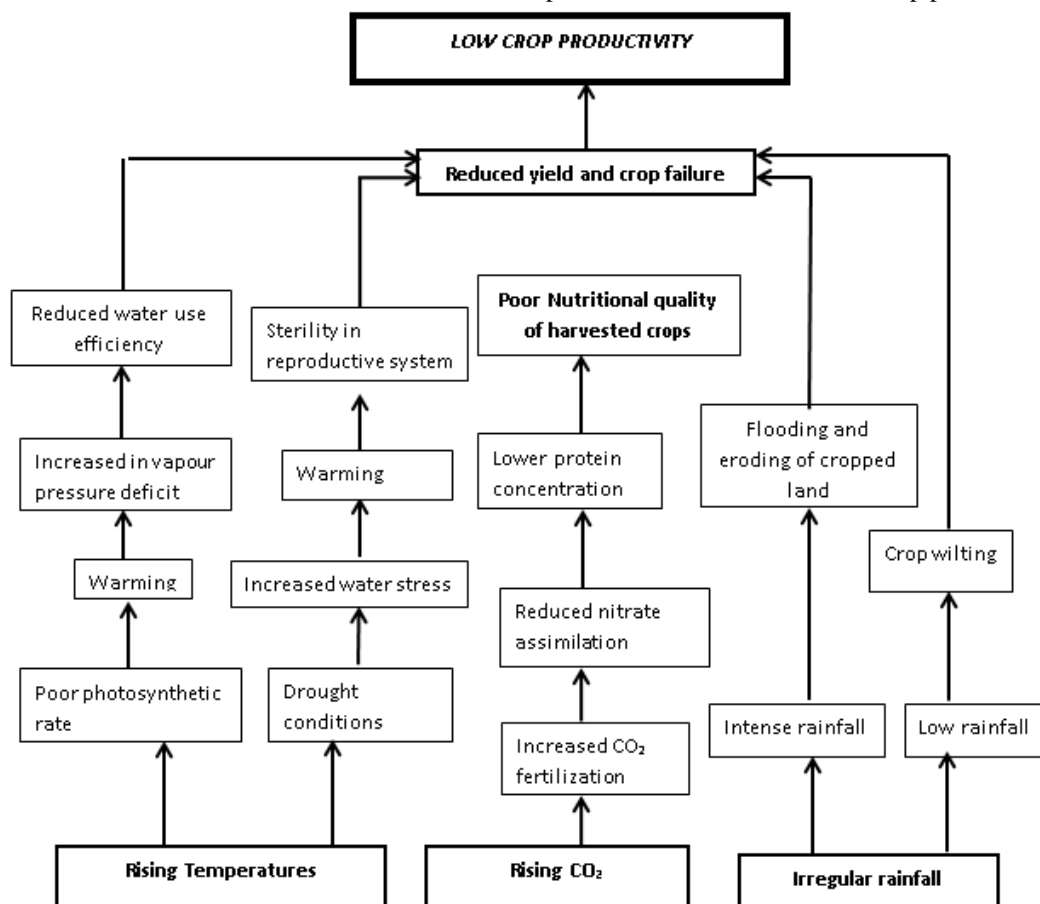 LOW CROP PRODUCTIVITY
Reduced yield and crop failure
Reduced water use
efficiency
Sterility in
reproductive system
Poor Nutritional quality
of harvested crops
Increased in vapour
pressure deficit
Warming
Lower protein
concentration
Flooding and
eroding of cropped
land
Warming
Increased water stress
Reduced nitrate
assimilation
Crop wilting
Poor photosynthetic
rate
Drought
conditions
Increased CO₂
fertilization
Intense rainfall
Low rainfall
Rising Temperatures
Rising CO₂
Irregular rainfall